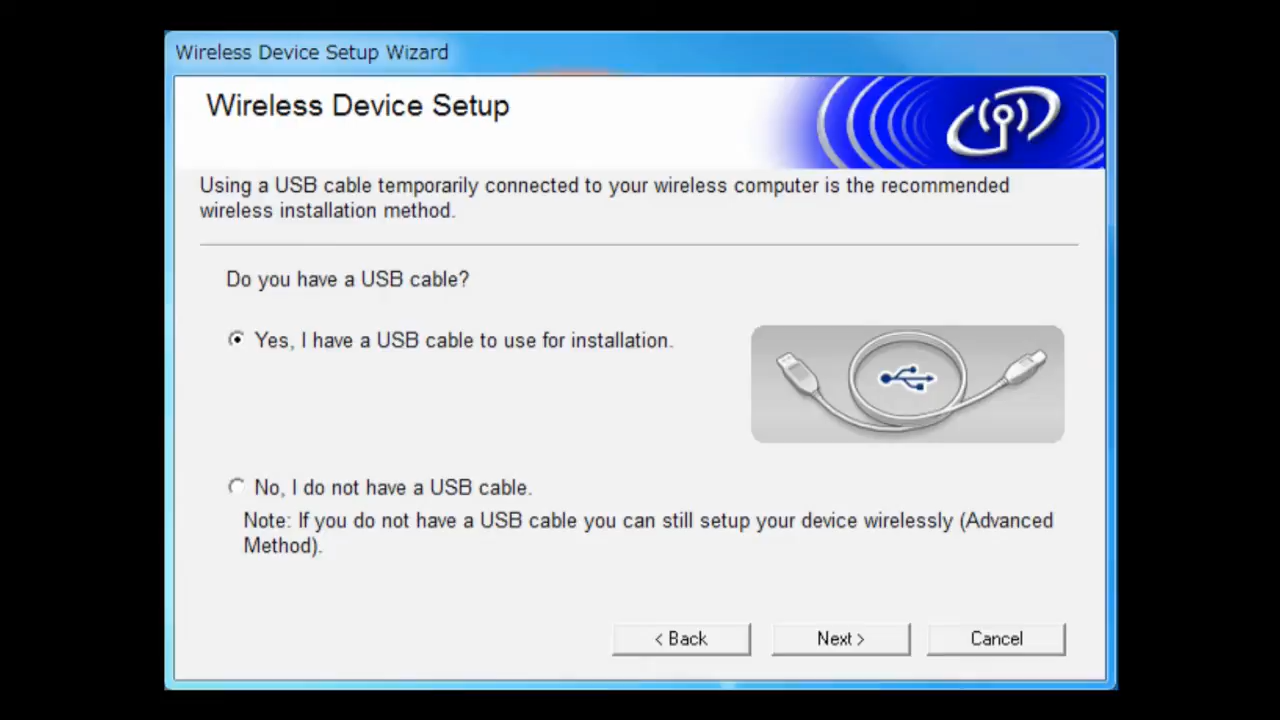 Wireless Device Setup Wizard
Wireless Device Setup
Using a USB cable temporarily connected to your wireless computer is the recommended
wireless installation method.
Do you have a USB cable?
Yes, I have a USB cable to use for installation.
No, I do not have a USB cable.
Note: If you do not have a USB cable you can still setup your device wirelessly (Advanced
Method).
< Back
Next >
Cancel